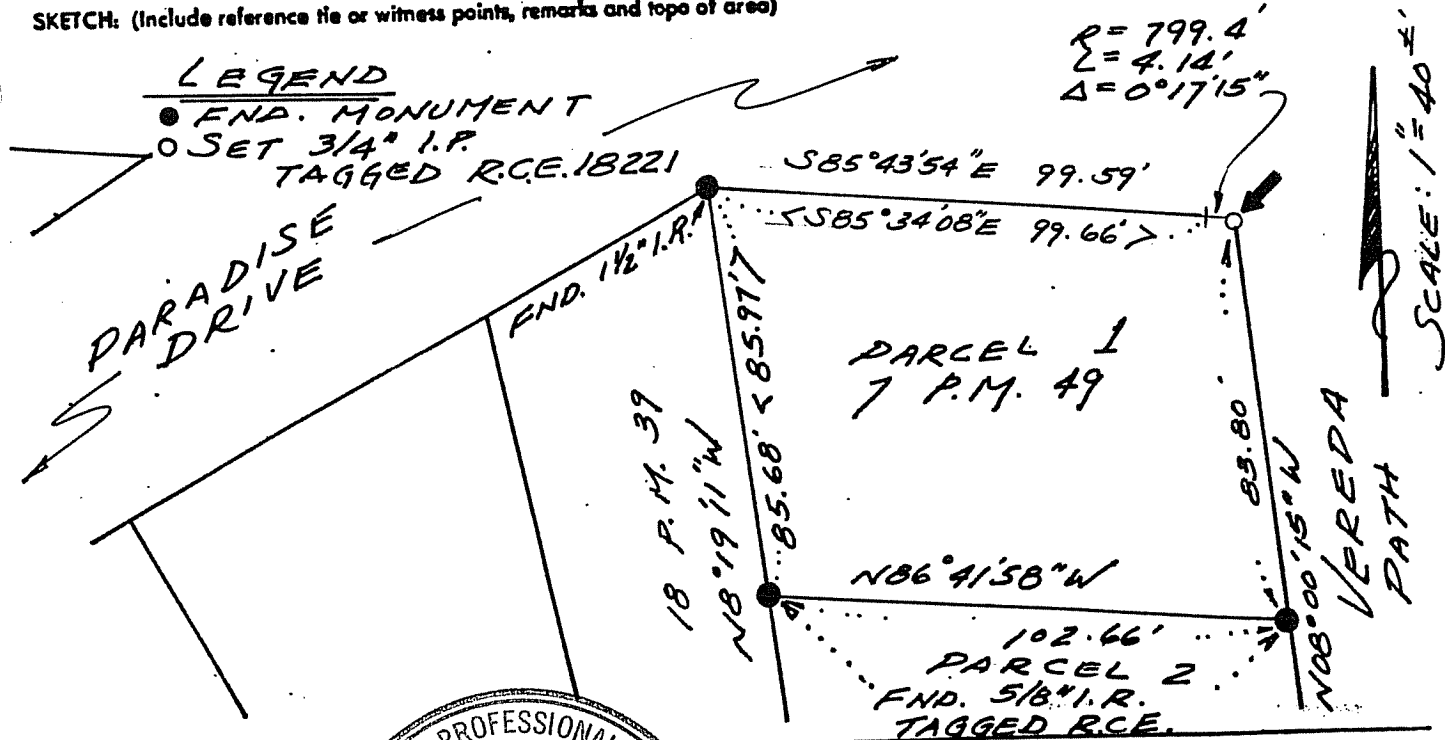 SKETCH: (Include reference tie or witness points, remarks and topo of area)
LEGEND
FND. MONUMENT
SET 3/4" I.P.
TAGGED R.C.E. 18221
R = 799.4'
L = 4.14'
Δ = 0°17'15"
SCALE: 1" = 40'±
S85°43'54"E 99.59'
<S85°34'08"E 99.66'>
PARADISE
DRIVE
FND. 1½" I.R.
85.68' <85.97'>
18 P.M. 39
N8°19'11"W
PARCEL 1
7 P.M. 49
83.80'
N08°00'15"W
VEREDA
PATH
N86°41'58"W
102.66'
PARCEL 2
FND. 5/8" I.R.
TAGGED R.C.E.
PROFESSIONAL